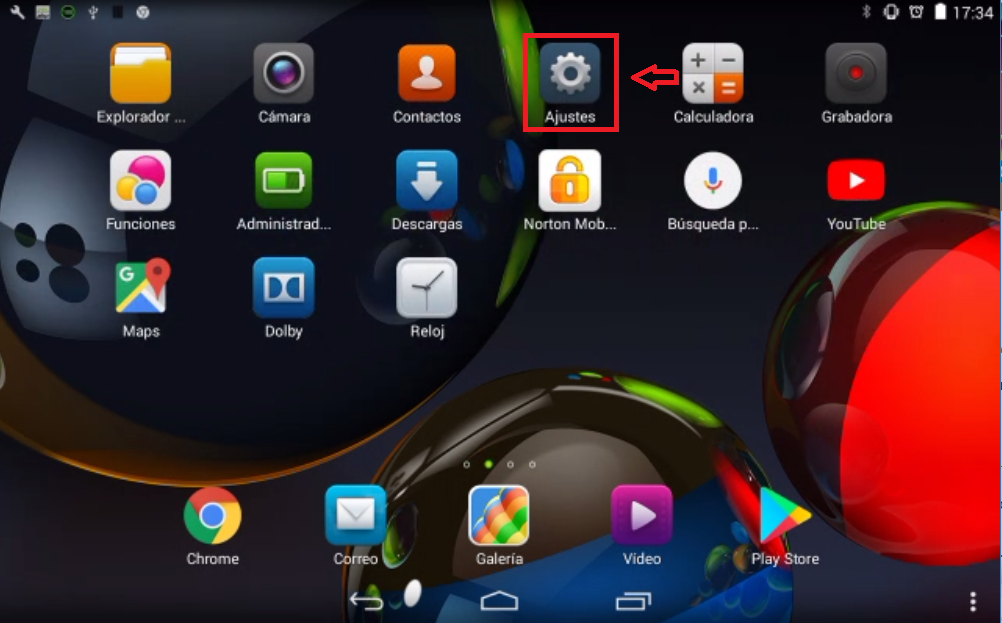 17:34
Explorador ...
Cámara
Contactos
Ajustes
Calculadora
Grabadora
Funciones
Administrad...
Descargas
Norton Mob...
Búsqueda p...
YouTube
G
Maps
Dolby
Reloj
Chrome
Correo
Galería
Vídeo
Play Store